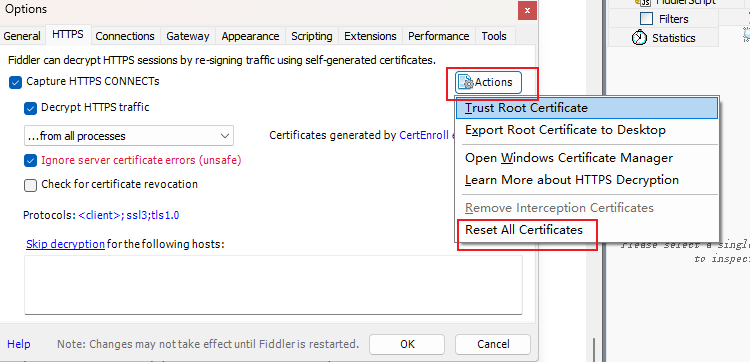 Options
General HTTPS Connections Gateway Appearance Scripting Extensions Performance Tools
Fiddler can decrypt HTTPS sessions by re-signing traffic using self-generated certificates.
Capture HTTPS CONNECTs
Actions
Decrypt HTTPS traffic
...from all processes
Certificates generated by CertEnroll e
Ignore server certificate errors (unsafe)
Check for certificate revocation
Protocols: <client>; ssl3;tls1.0
Skip decryption for the following hosts:
Help
Note: Changes may not take effect until Fiddler is restarted.
OK
Cancel
Trust Root Certificate
Export Root Certificate to Desktop
Open Windows Certificate Manager
Learn More about HTTPS Decryption
Remove Interception Certificates
Reset All Certificates
FiddlerScript
Filters
Statistics
Please select a singl
to inspec